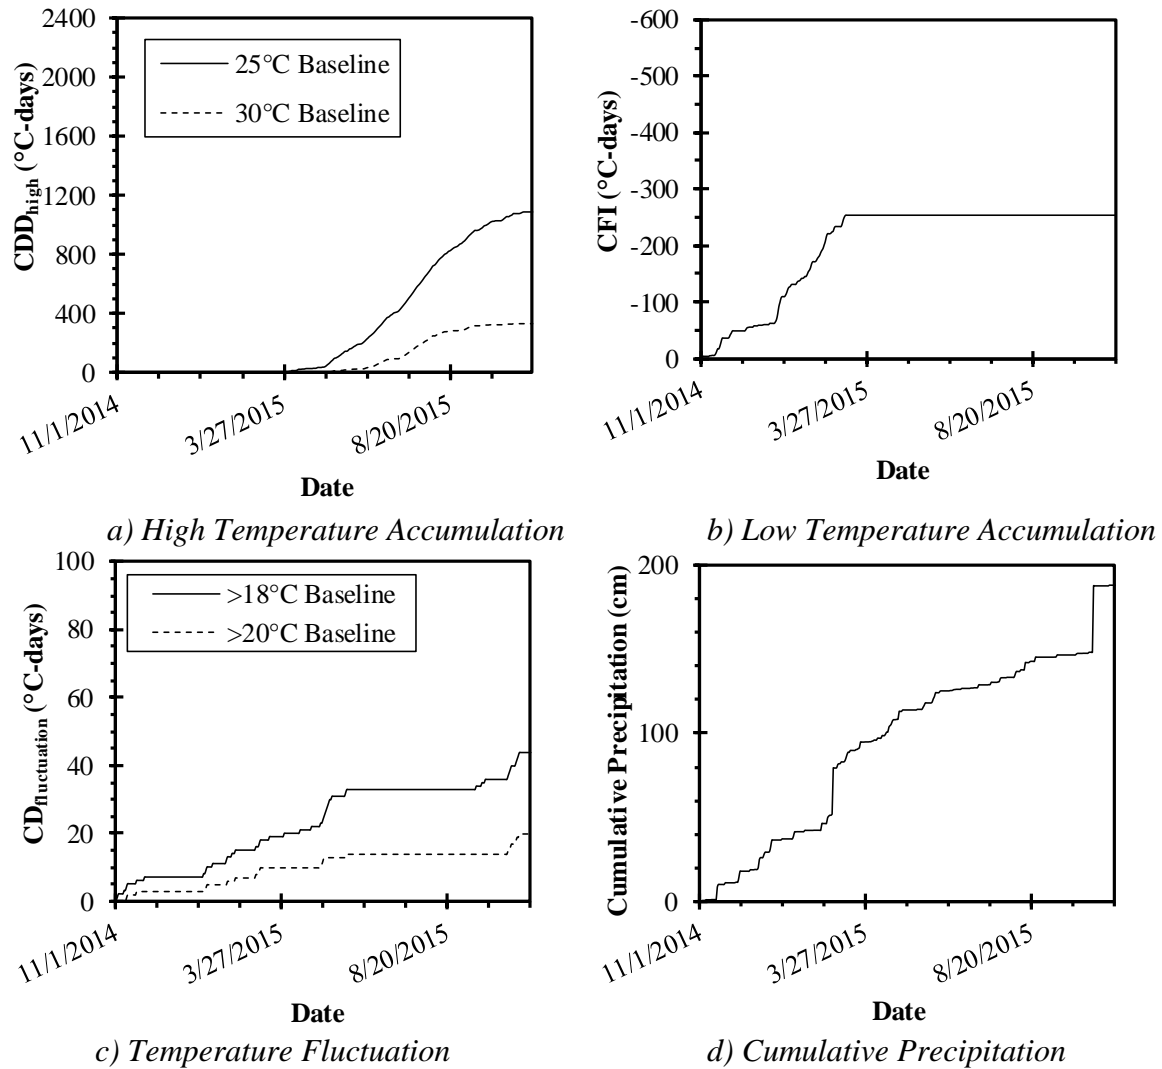 2400
2000
1600
1200
800
400
0
CDDhigh (°C-days)
25°C Baseline
30°C Baseline
11/1/2014
3/27/2015
8/20/2015
Date
a) High Temperature Accumulation
-600
-500
-400
-300
-200
-100
0
CFI (°C-days)
11/1/2014
3/27/2015
8/20/2015
Date
b) Low Temperature Accumulation
100
80
60
40
20
0
CDfluctuation (°C-days)
>18°C Baseline
>20°C Baseline
11/1/2014
3/27/2015
8/20/2015
Date
c) Temperature Fluctuation
200
100
0
Cumulative Precipitation (cm)
11/1/2014
3/27/2015
8/20/2015
Date
d) Cumulative Precipitation